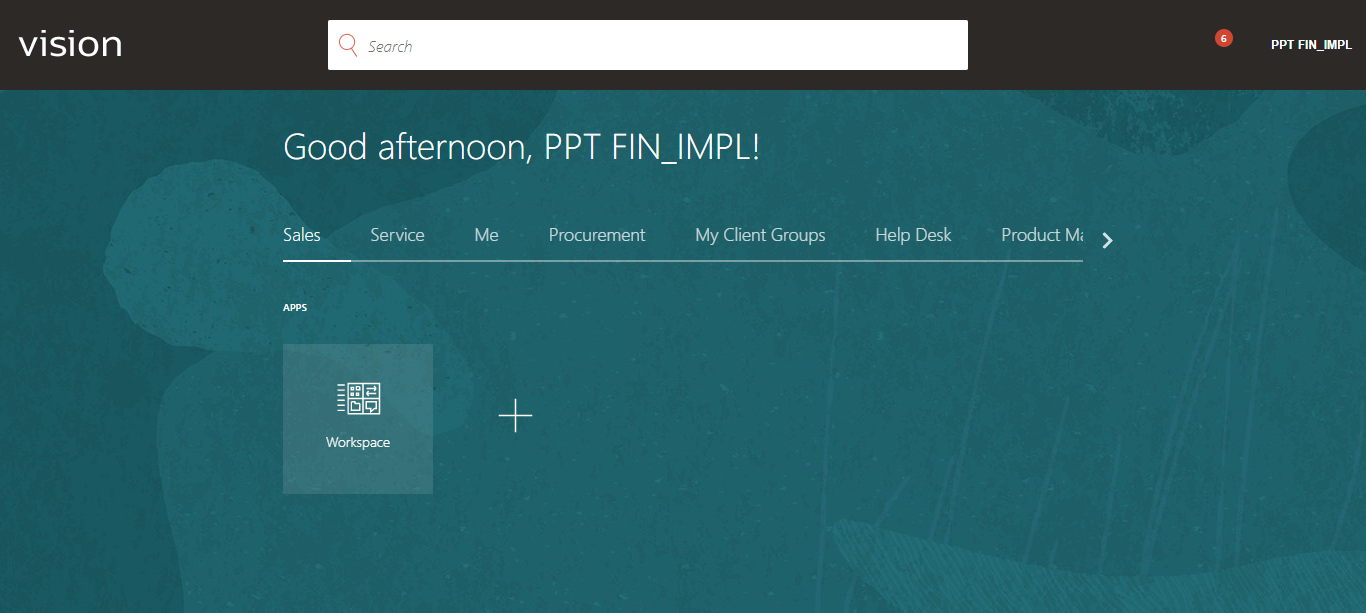 vision
Search
6
PPT FIN_IMPL
Good afternoon, PPT FIN_IMPL!
Sales Service Me Procurement My Client Groups Help Desk Product Ma
APPS
Workspace